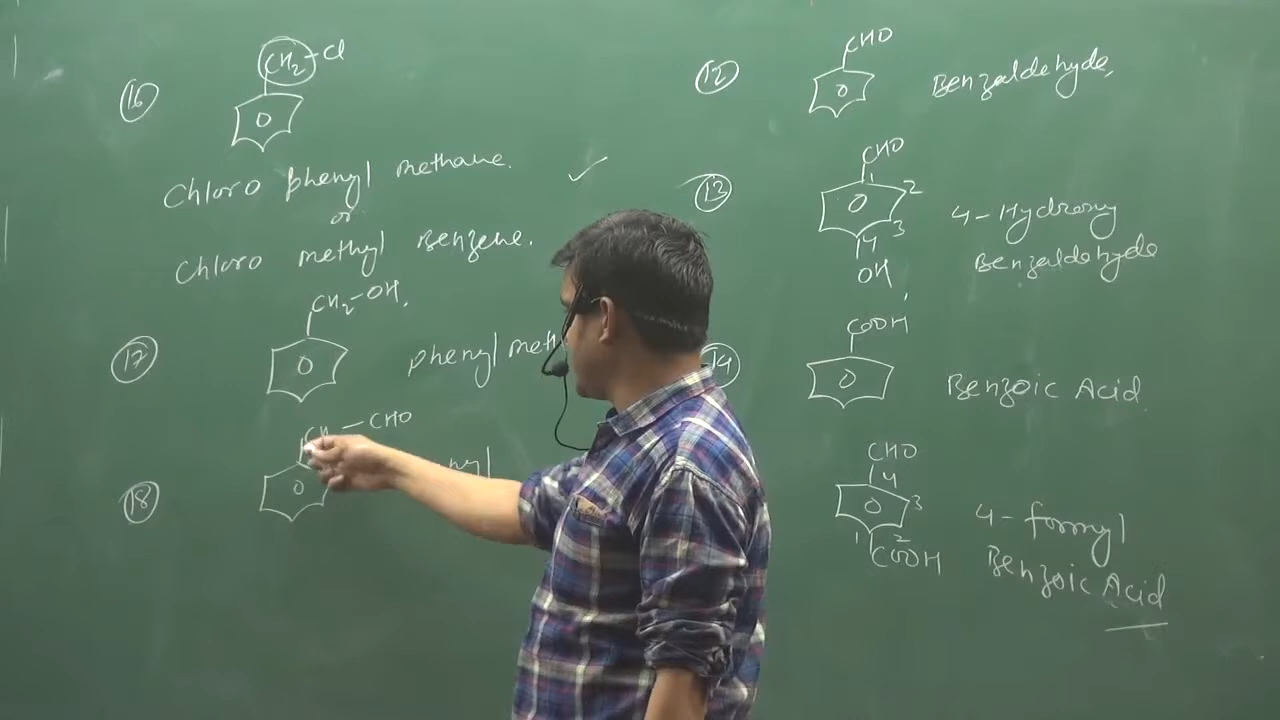 16
CH2-Cl
Chloro phenyl methane.
or
Chloro methyl Benzene.
17
CH2-OH.
phenyl
18
-CHO
12
CHO
Benzaldehyde,
13
CHO
1
2
3
4
OH
4-Hydroxy
Benzaldehyde
14
COOH
Benzoic Acid
CHO
4
3
2
1
COOH
4-formyl
Benzoic Acid